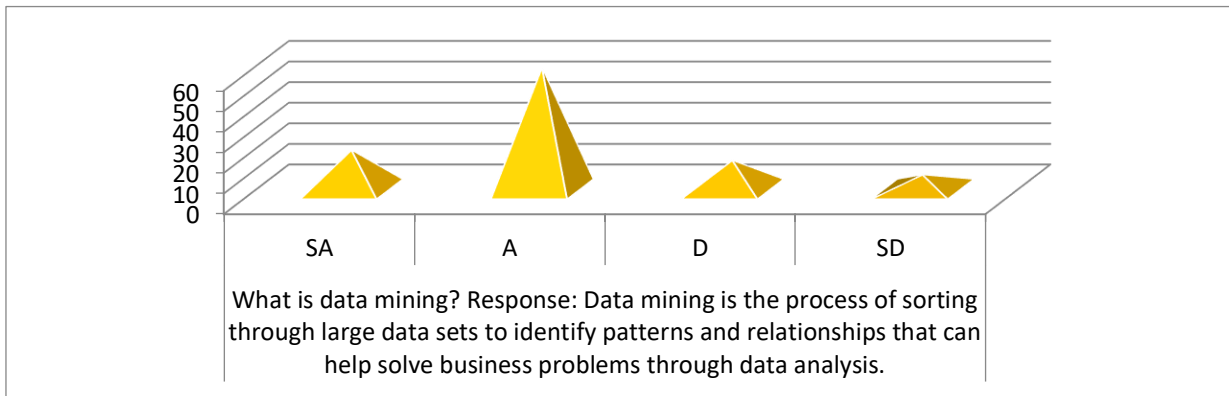 60
50
40
30
20
10
0
SA A D SD
What is data mining? Response: Data mining is the process of sorting
through large data sets to identify patterns and relationships that can
help solve business problems through data analysis.